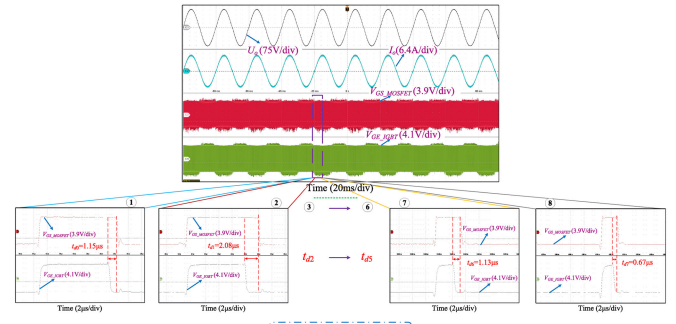 U_o (75V/div)
I_o (6.4A/div)
V_GS_MOSFET (3.9V/div)
V_GE_IGBT (4.1V/div)
Time (20ms/div)
① ② ③ ⑥ ⑦ ⑧
V_GS_MOSFET (3.9V/div)
t_d0=1.15μs
V_GE_IGBT (4.1V/div)
Time (2μs/div)
V_GS_MOSFET (3.9V/div)
t_d1=2.08μs
V_GE_IGBT (4.1V/div)
Time (2μs/div)
t_d2 t_d5
V_GS_MOSFET (3.9V/div)
t_d6=1.13μs
V_GE_IGBT (4.1V/div)
Time (2μs/div)
V_GS_MOSFET (3.9V/div)
t_d7=0.67μs
V_GE_IGBT (4.1V/div)
Time (2μs/div)